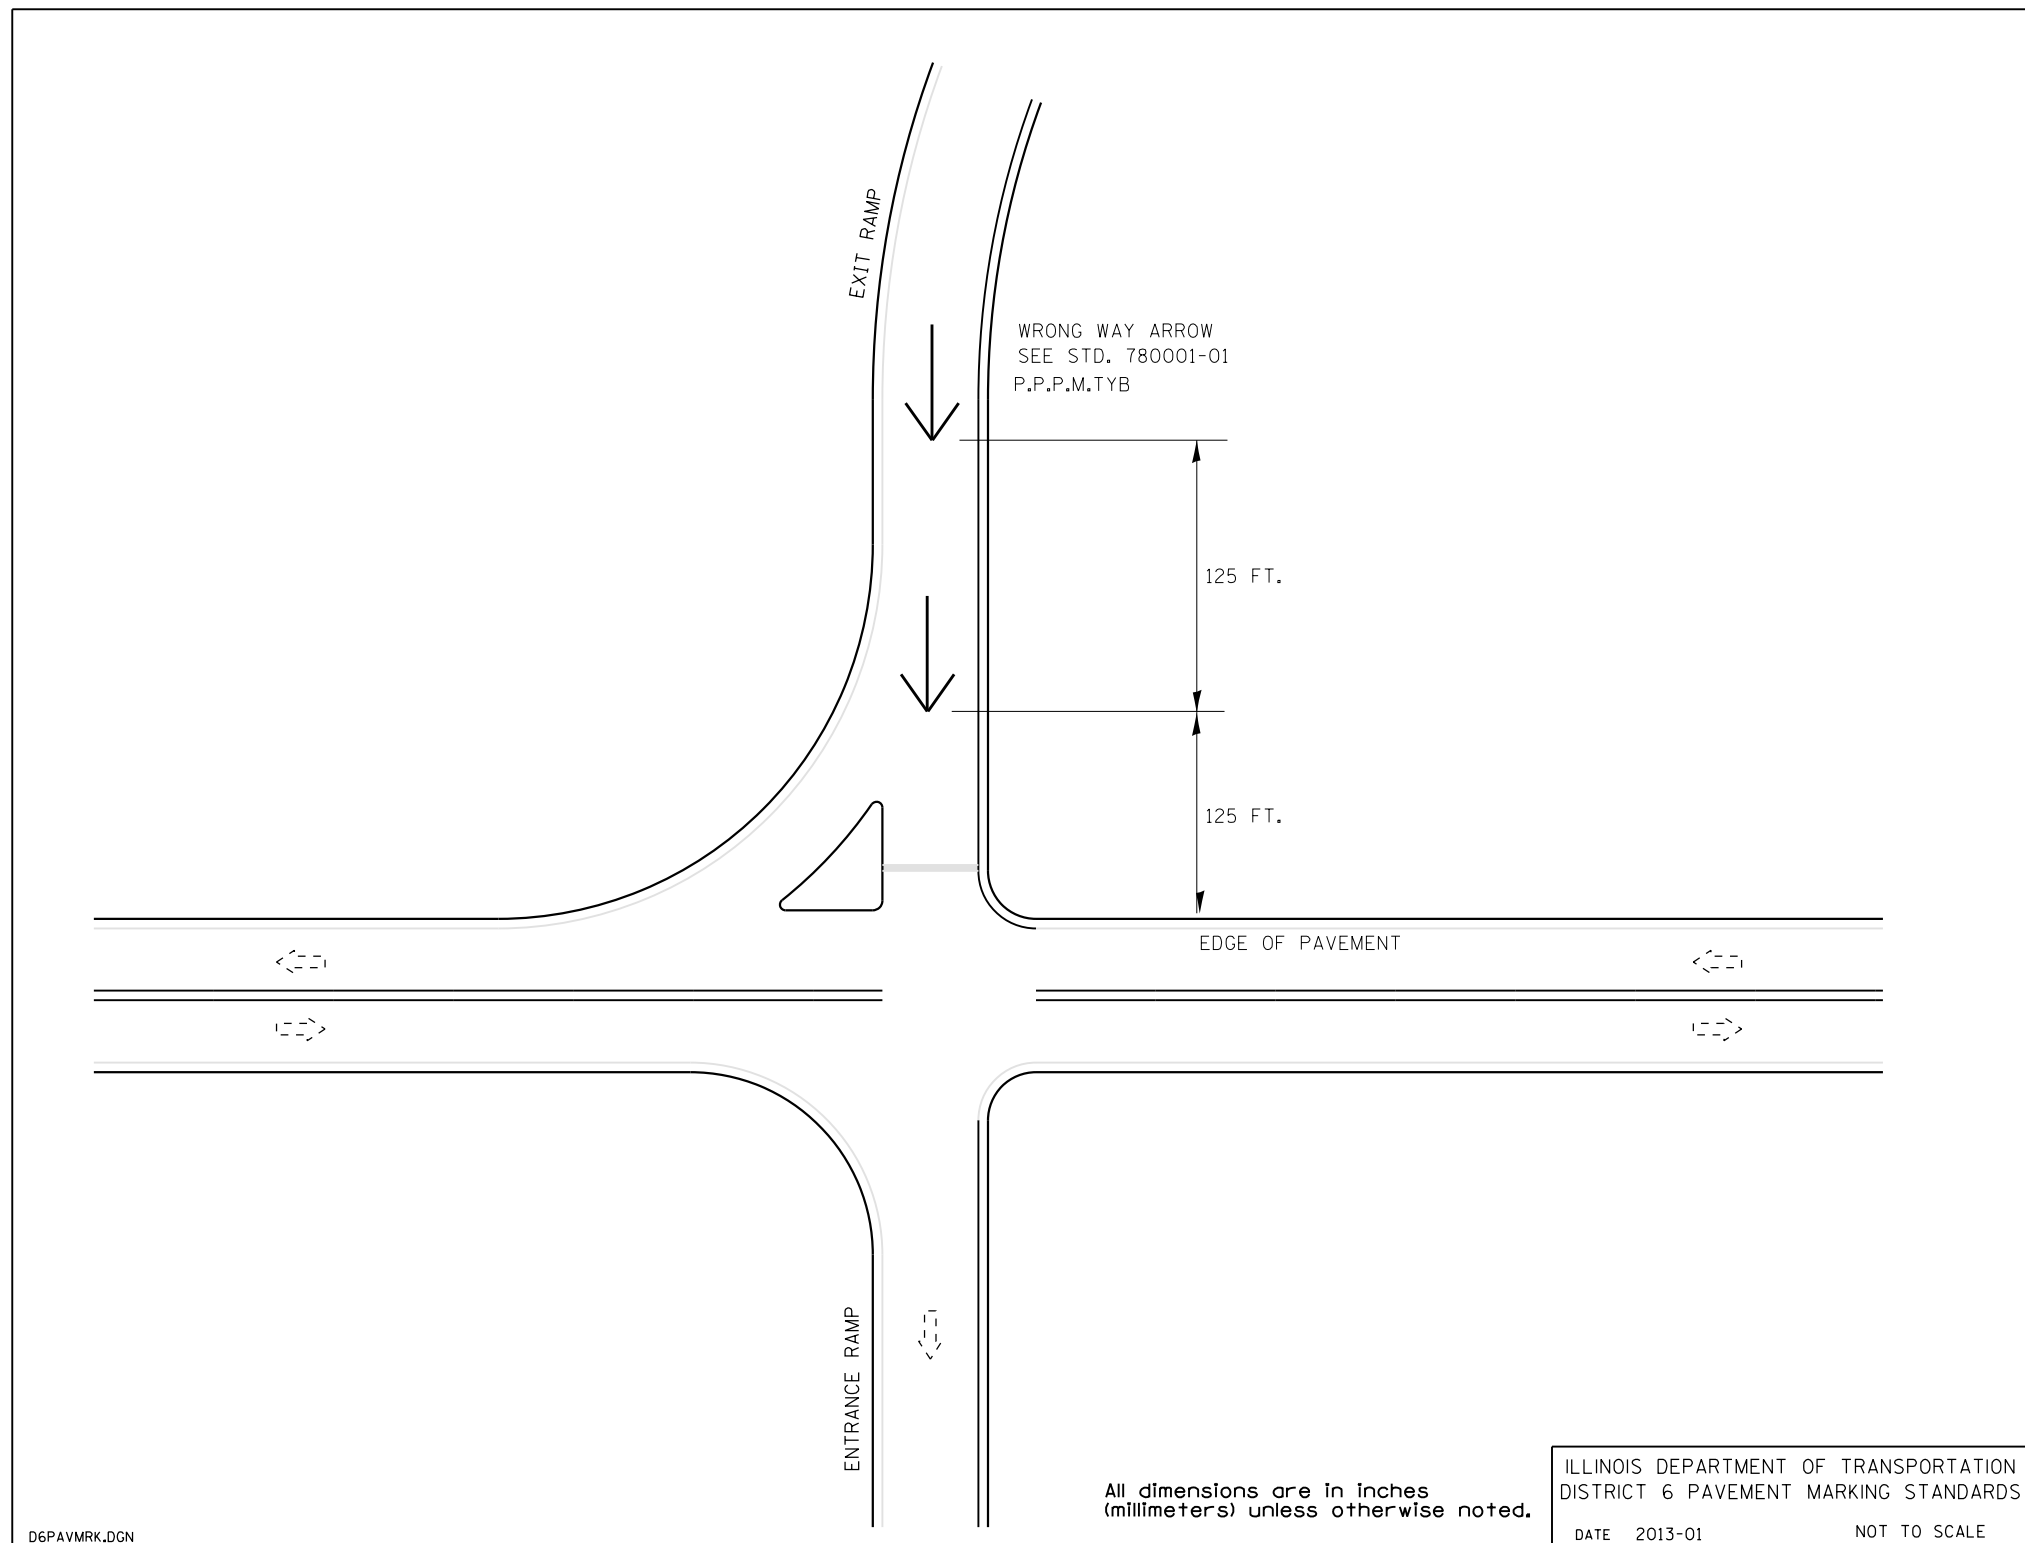 EXIT RAMP
WRONG WAY ARROW
SEE STD. 780001-01
P.P.P.M.TYB
125 FT.
125 FT.
EDGE OF PAVEMENT
ENTRANCE RAMP
All dimensions are in inches
(millimeters) unless otherwise noted.
ILLINOIS DEPARTMENT OF TRANSPORTATION
DISTRICT 6 PAVEMENT MARKING STANDARDS
DATE 2013-01 NOT TO SCALE
D6PAVMRK.DGN